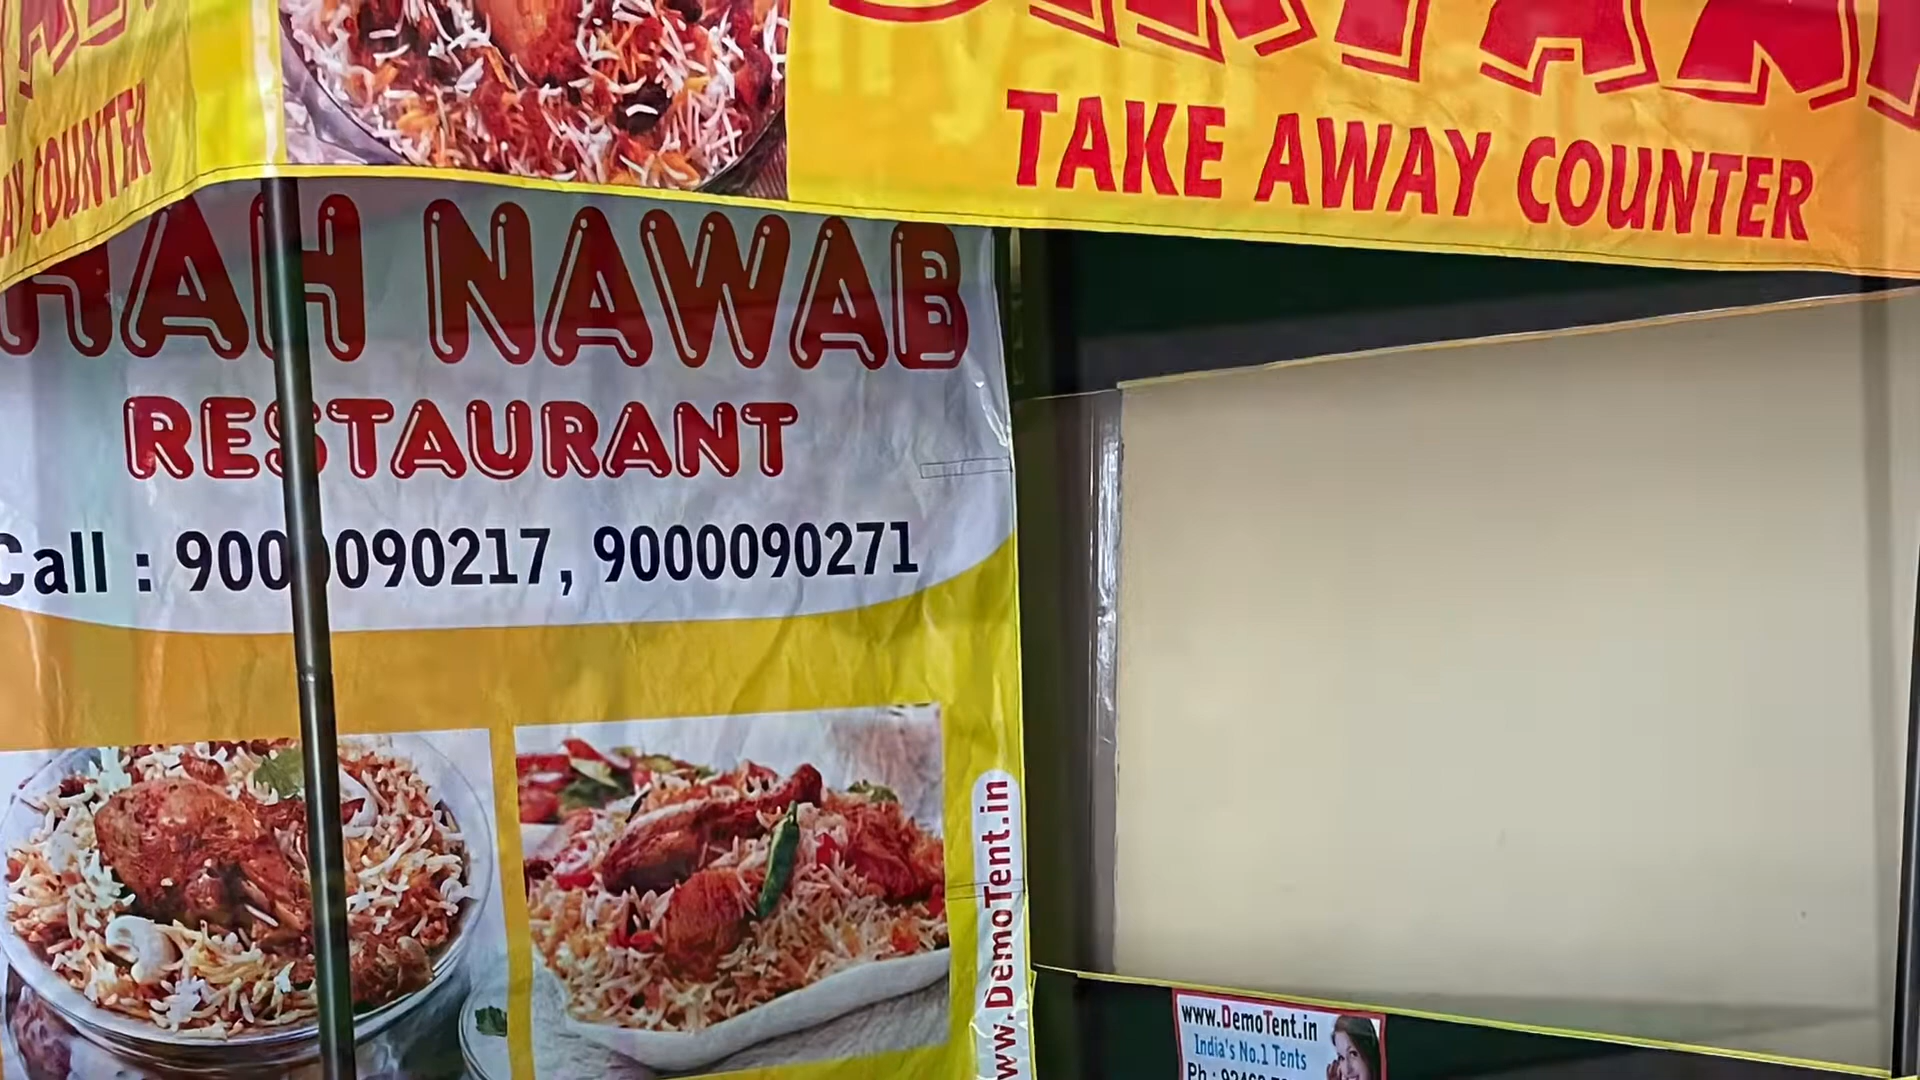 TAKE AWAY COUNTER
COUNTER
HAH NAWAB
RESTAURANT
Call : 9000090217, 9000090271
www.DemoTent.in
www.DemoTent.in
India's No.1 Tents